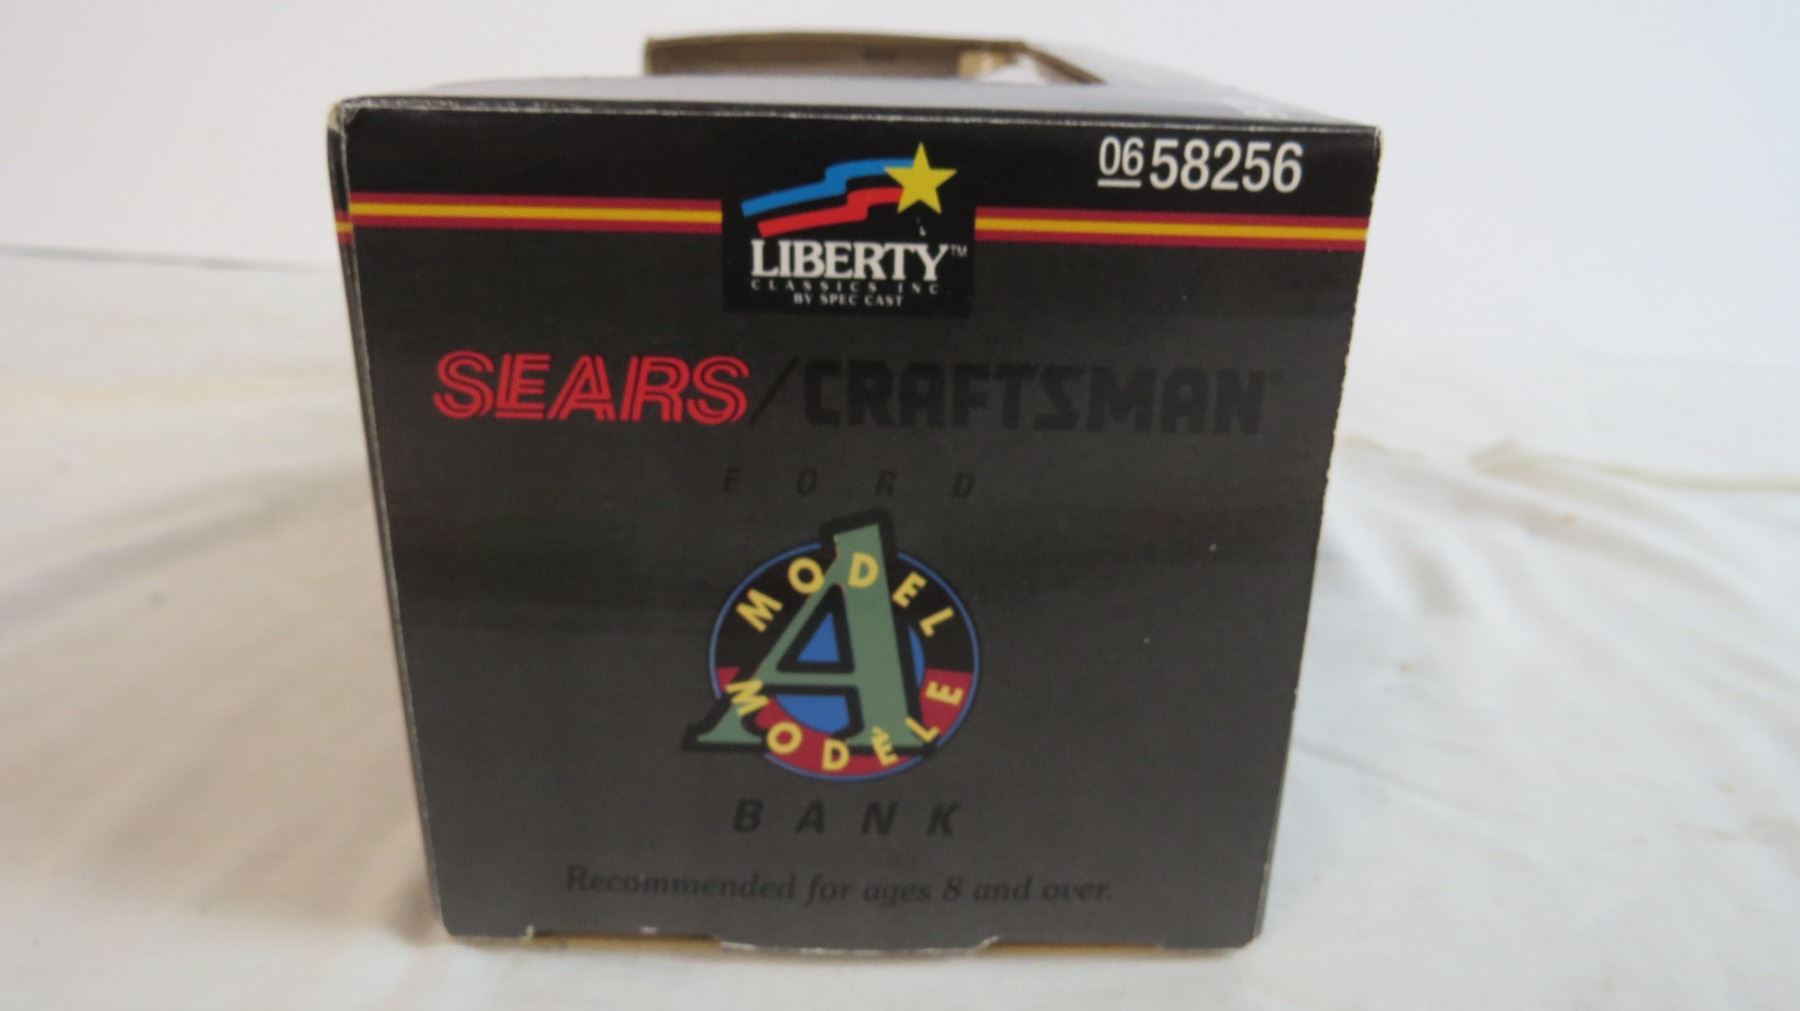 06 58256
LIBERTY™
CLASSICS INC
BY SPEC CAST
SEARS/CRAFTSMAN™
FORD
MODEL
A
MODÈLE
BANK
Recommended for ages 8 and over.